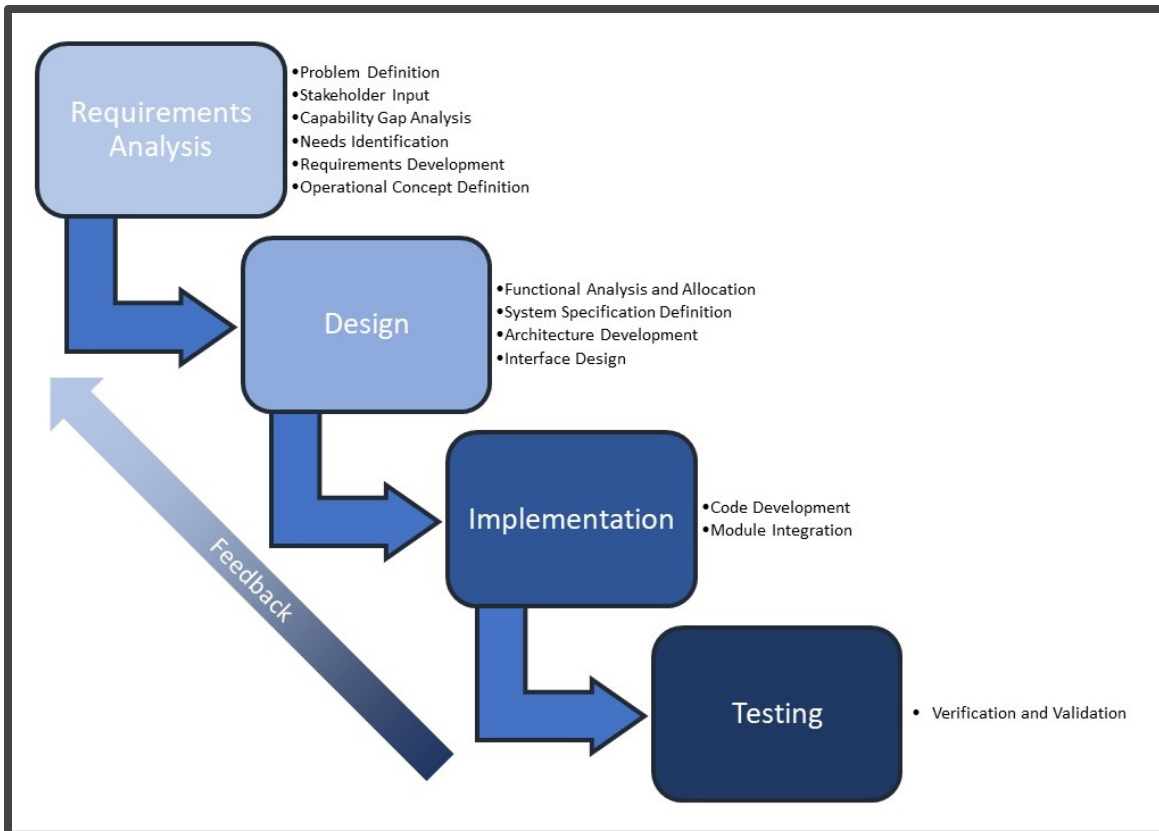 Requirements
Analysis
•Problem Definition
•Stakeholder Input
•Capability Gap Analysis
•Needs Identification
•Requirements Development
•Operational Concept Definition
Design
•Functional Analysis and Allocation
•System Specification Definition
•Architecture Development
•Interface Design
Implementation
•Code Development
•Module Integration
Feedback
Testing
• Verification and Validation